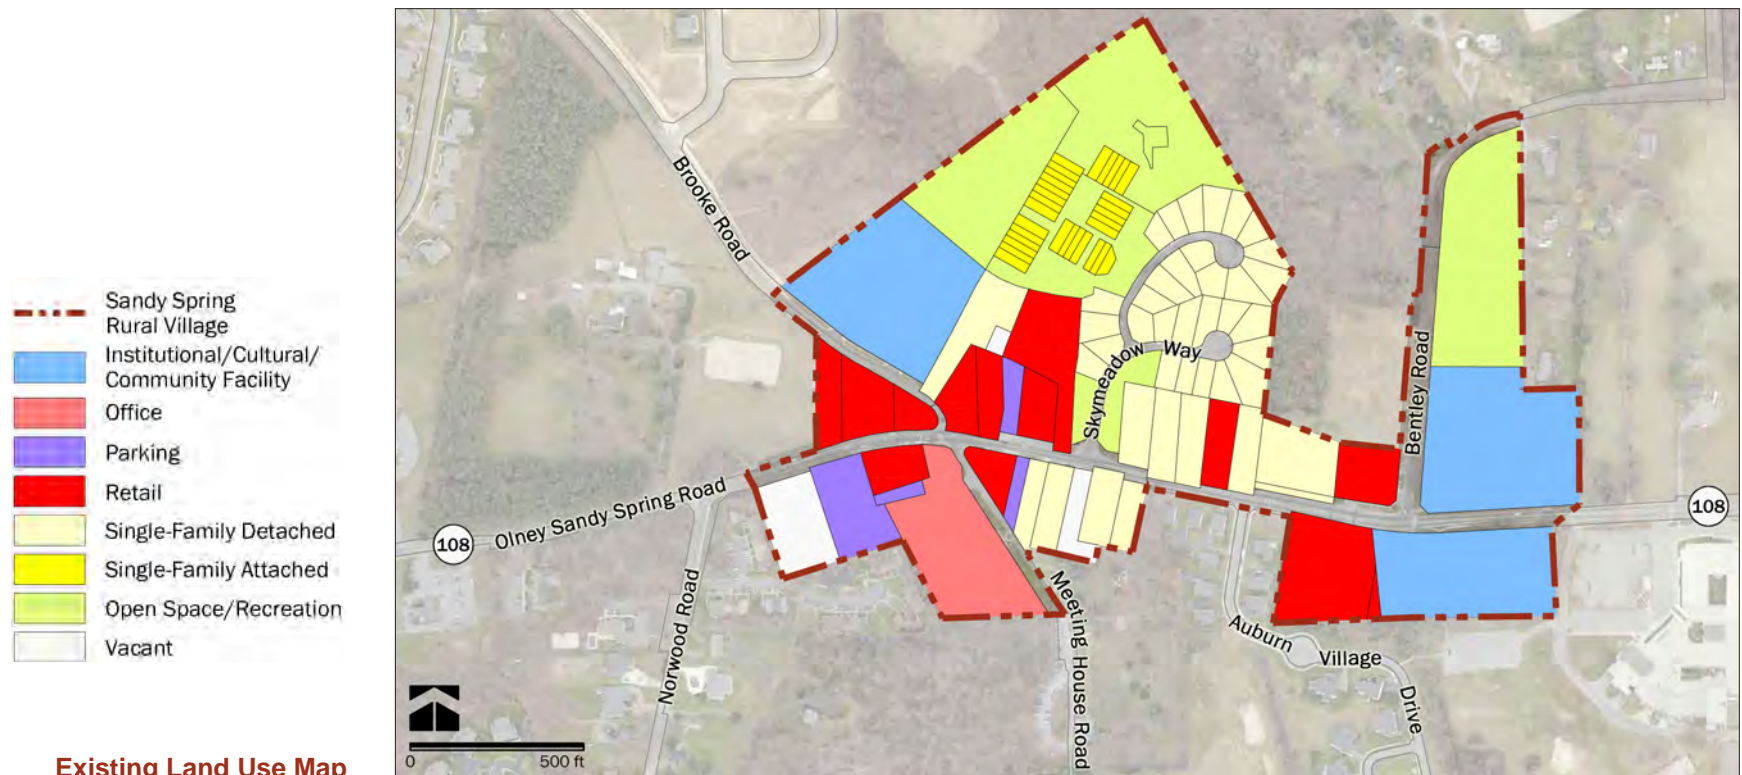 Sandy Spring
Rural Village
Institutional/Cultural/
Community Facility
Office
Parking
Retail
Single-Family Detached
Single-Family Attached
Open Space/Recreation
Vacant
Existing Land Use Map
Brooke Road
Skymeadow Way
Bentley Road
108
Olney Sandy Spring Road
108
Norwood Road
Meeting House Road
Auburn Village Drive
0 500 ft